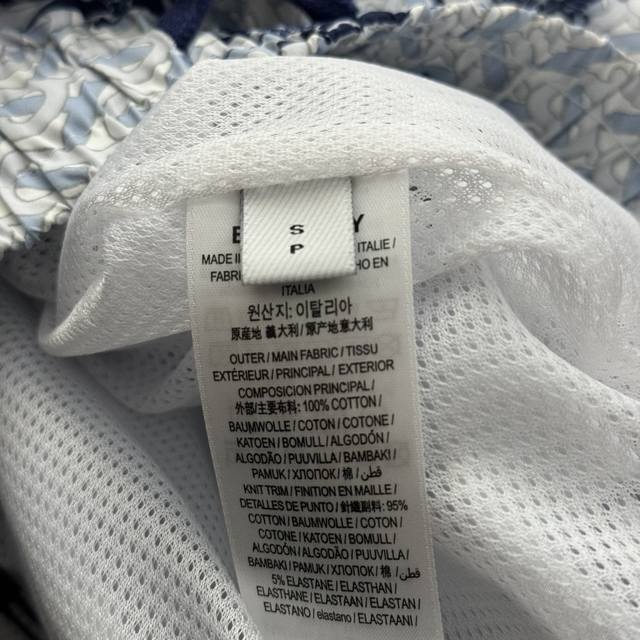 S
P
MADE I ITALIE /
FABRI HO EN
ITALIA
원산지: 이탈리아
原産地 義大利 / 原产地意大利
OUTER / MAIN FABRIC / TISSU
EXTÉRIEUR / PRINCIPAL / EXTERIOR
COMPOSICION PRINCIPAL /
外部/主要布料: 100% COTTON /
BAUMWOLLE / COTON / COTONE /
KATOEN / BOMULL / ALGODÓN /
ALGODÃO / PUUVILLA / BAMBAKI /
PAMUK / ХЛОПОК / 棉 / قطن
KNIT TRIM / FINITION EN MAILLE /
DETALLES DE PUNTO / 針織副料: 95%
COTTON / BAUMWOLLE / COTON /
COTONE / KATOEN / BOMULL /
ALGODÓN / ALGODÃO / PUUVILLA /
BAMBAKI / PAMUK / ХЛОПОК / 棉 / قطن
5% ELASTANE / ELASTHAN /
ELASTHANNE / ELASTAAN / ELASTAN /
ELASTANO / elastano / ELASTAANI /